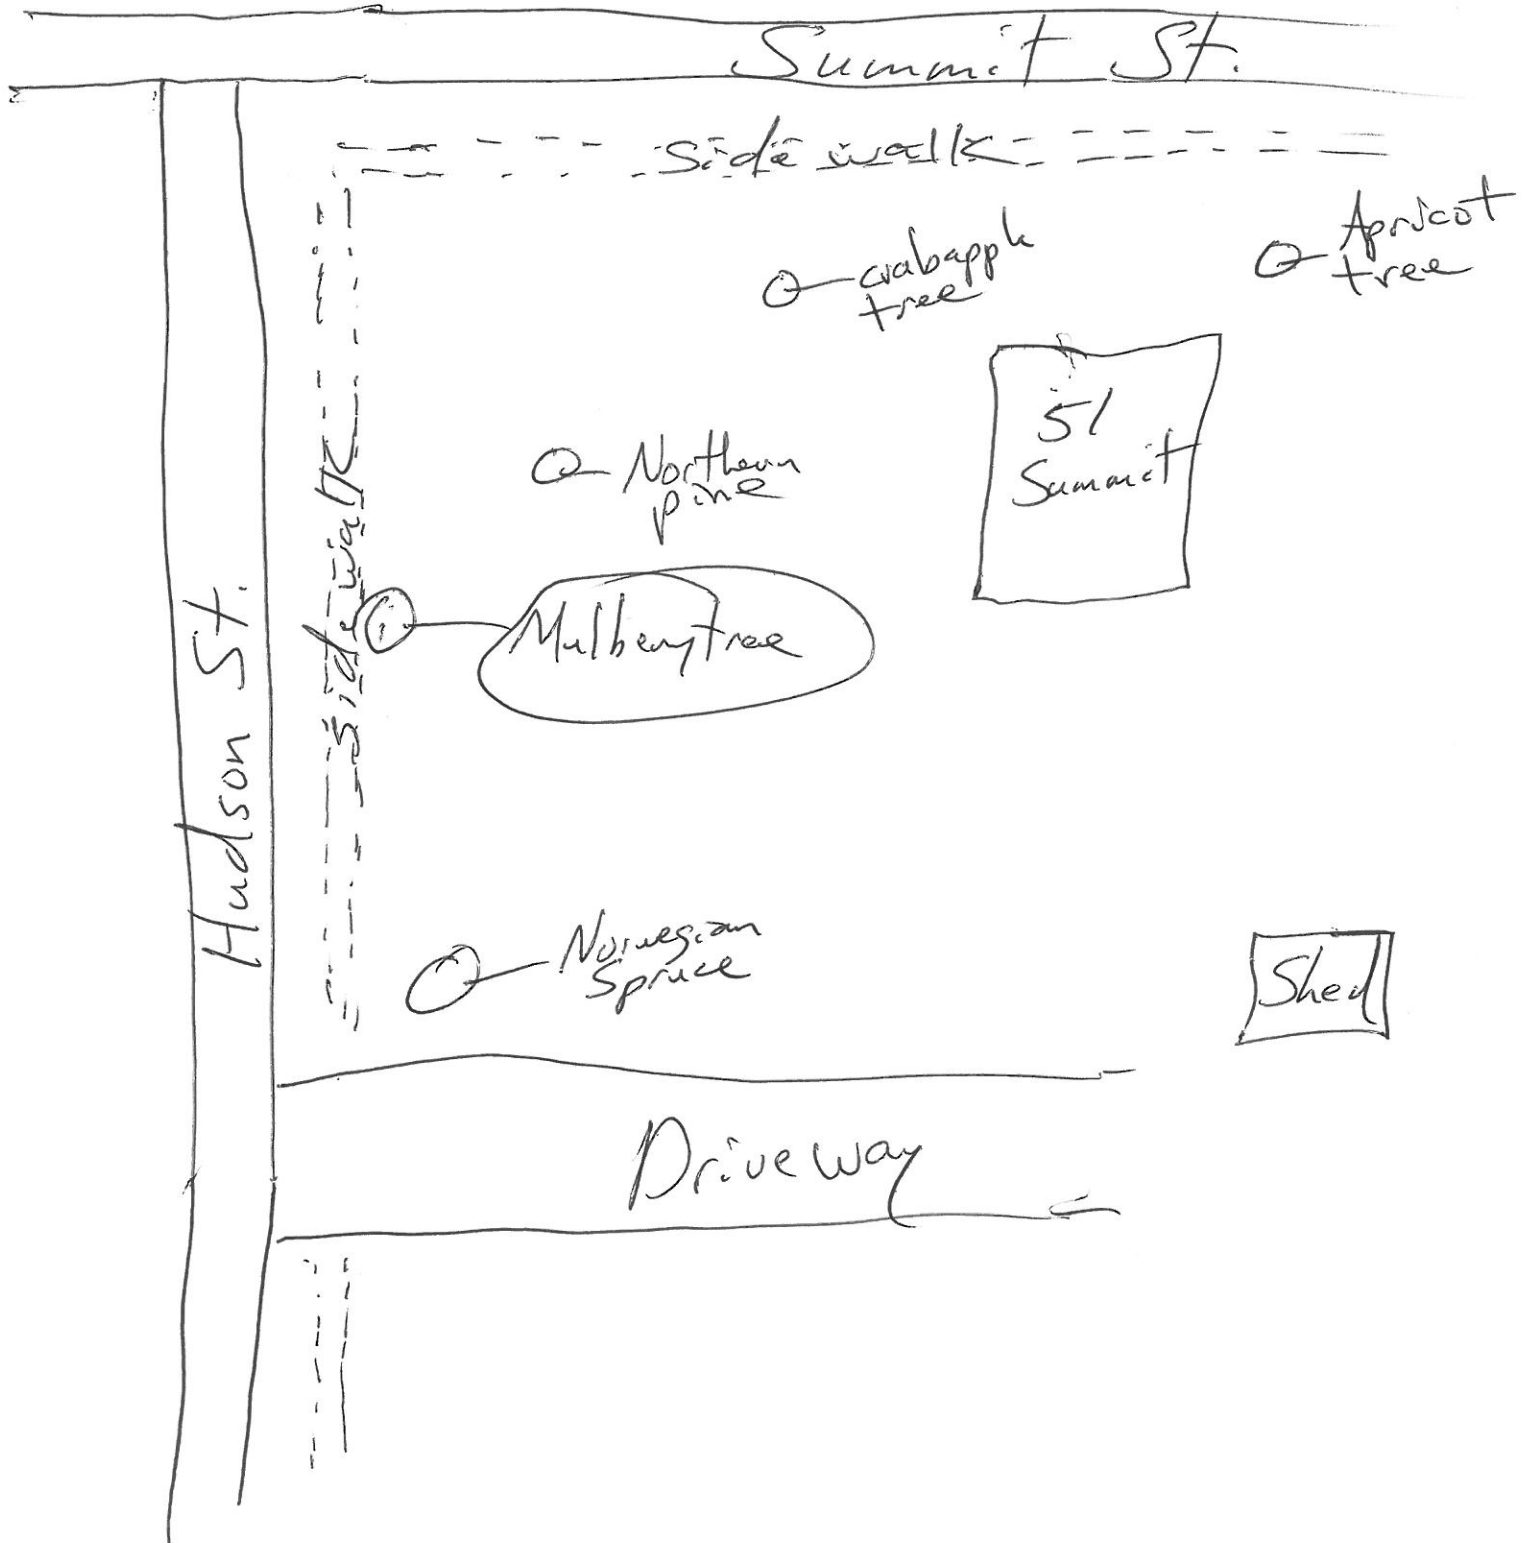 Summit St.
Sidewalk
Apricot
tree
crabapple
tree
51
Summit
Northern
pine
Sidewalk
Mulberry tree
Hudson St.
Norwegian
Spruce
Shed
Driveway